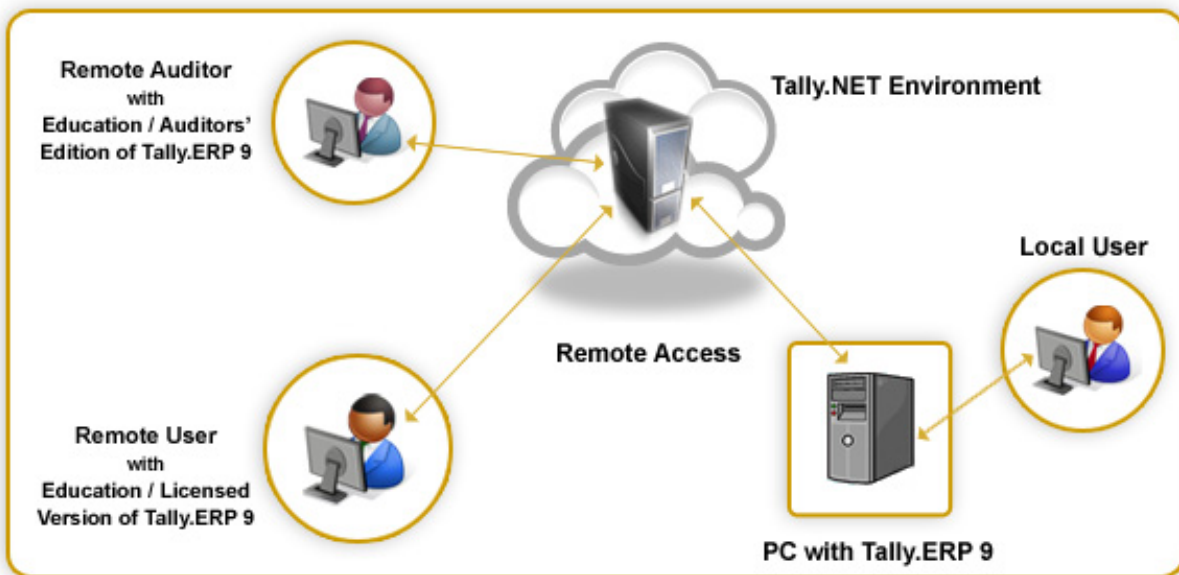 Remote Auditor
with
Education / Auditors'
Edition of Tally.ERP 9
Tally.NET Environment
Local User
Remote Access
Remote User
with
Education / Licensed
Version of Tally.ERP 9
PC with Tally.ERP 9